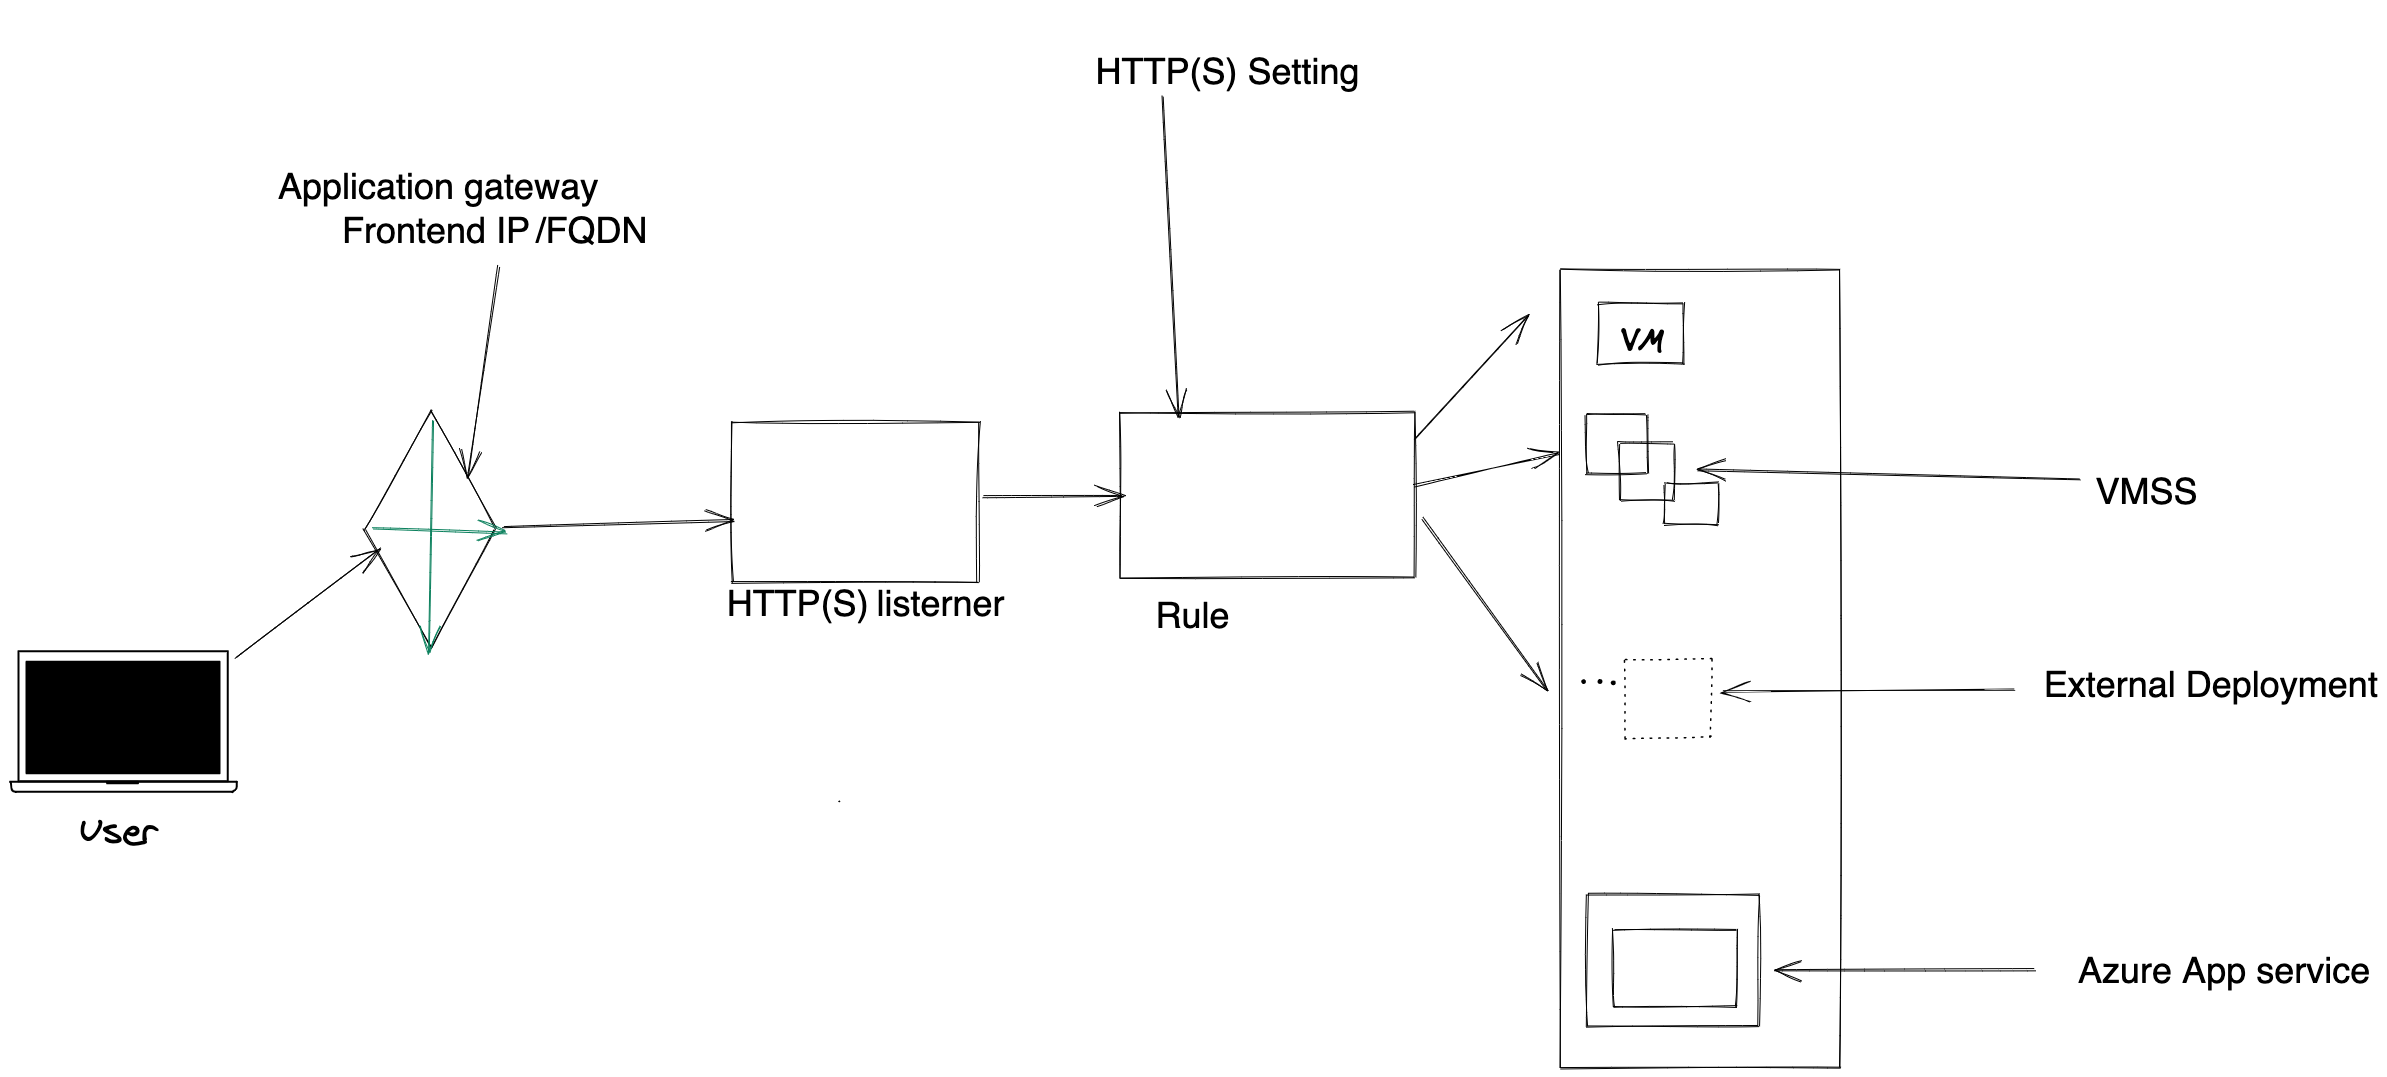 HTTP(S) Setting
Application gateway
Frontend IP /FQDN
VM
VMSS
HTTP(S) listerner
Rule
External Deployment
...
User
Azure App service